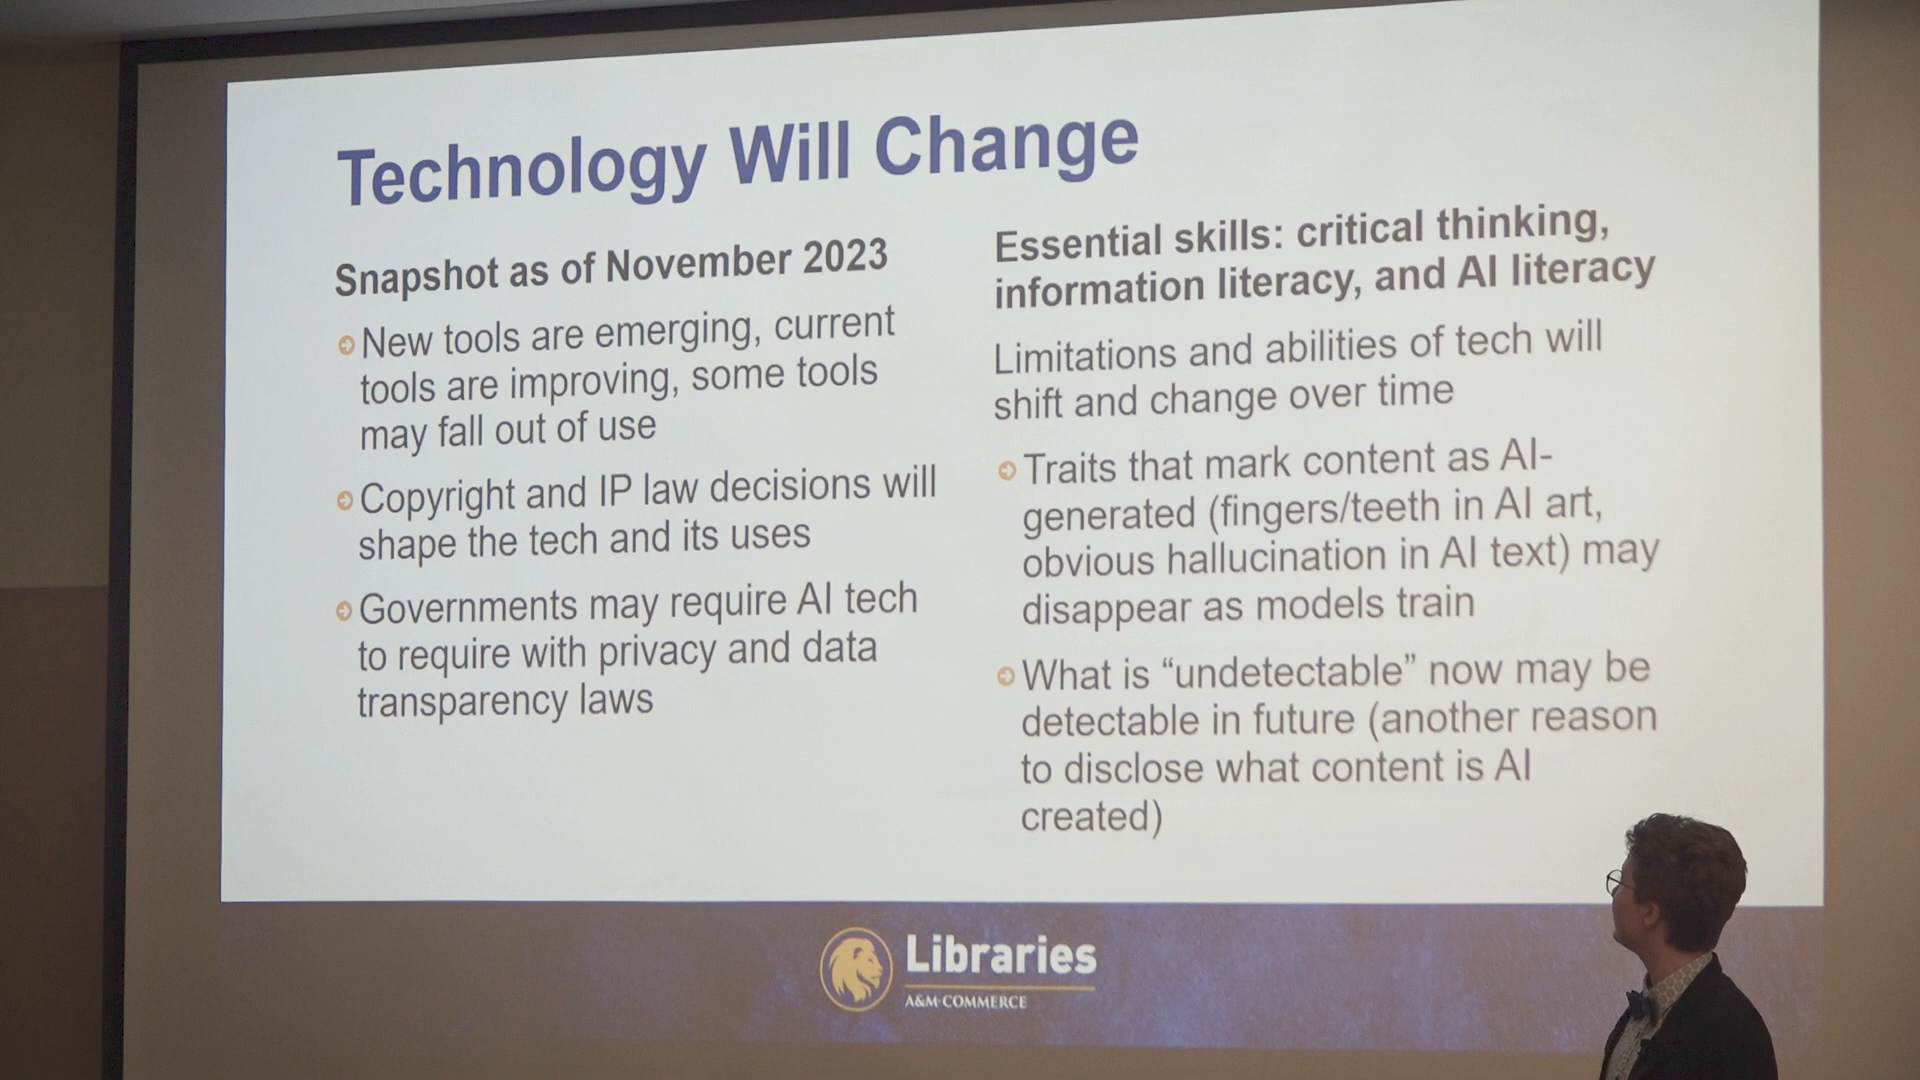 Technology Will Change
Snapshot as of November 2023
New tools are emerging, current
tools are improving, some tools
may fall out of use
Copyright and IP law decisions will
shape the tech and its uses
Governments may require AI tech
to require with privacy and data
transparency laws
Essential skills: critical thinking,
information literacy, and AI literacy
Limitations and abilities of tech will
shift and change over time
Traits that mark content as AI-
generated (fingers/teeth in AI art,
obvious hallucination in AI text) may
disappear as models train
What is “undetectable” now may be
detectable in future (another reason
to disclose what content is AI
created)
Libraries
A&M-COMMERCE